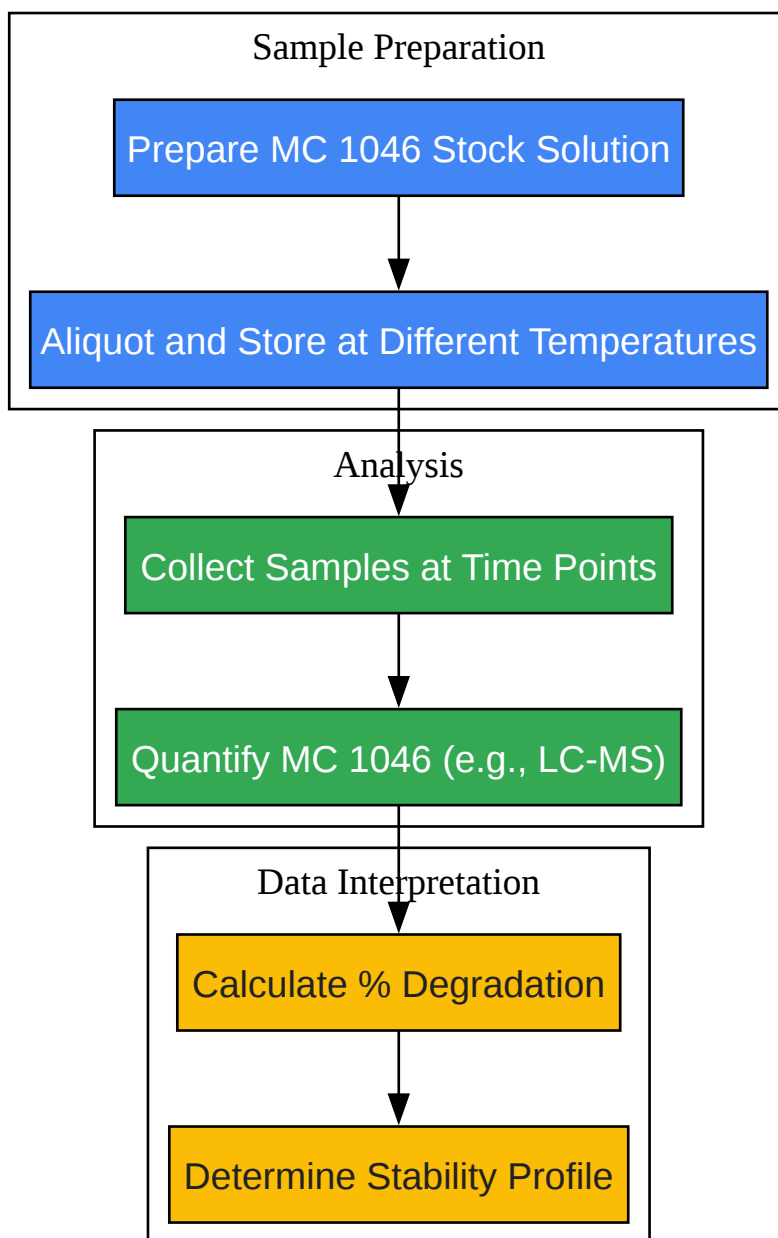 Sample Preparation
Prepare MC 1046 Stock Solution
Aliquot and Store at Different Temperatures
Analysis
Collect Samples at Time Points
Quantify MC 1046 (e.g., LC-MS)
Data Interpretation
Calculate % Degradation
Determine Stability Profile